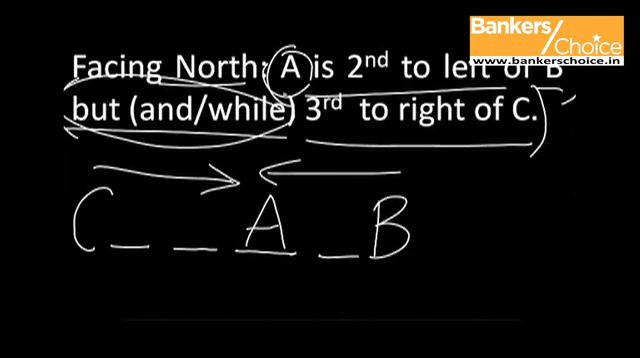 Bankers
Choice
www.bankerschoice.in
Facing North: A is 2nd to left of B
but (and/while) 3rd to right of C.
C _ _ A _ B